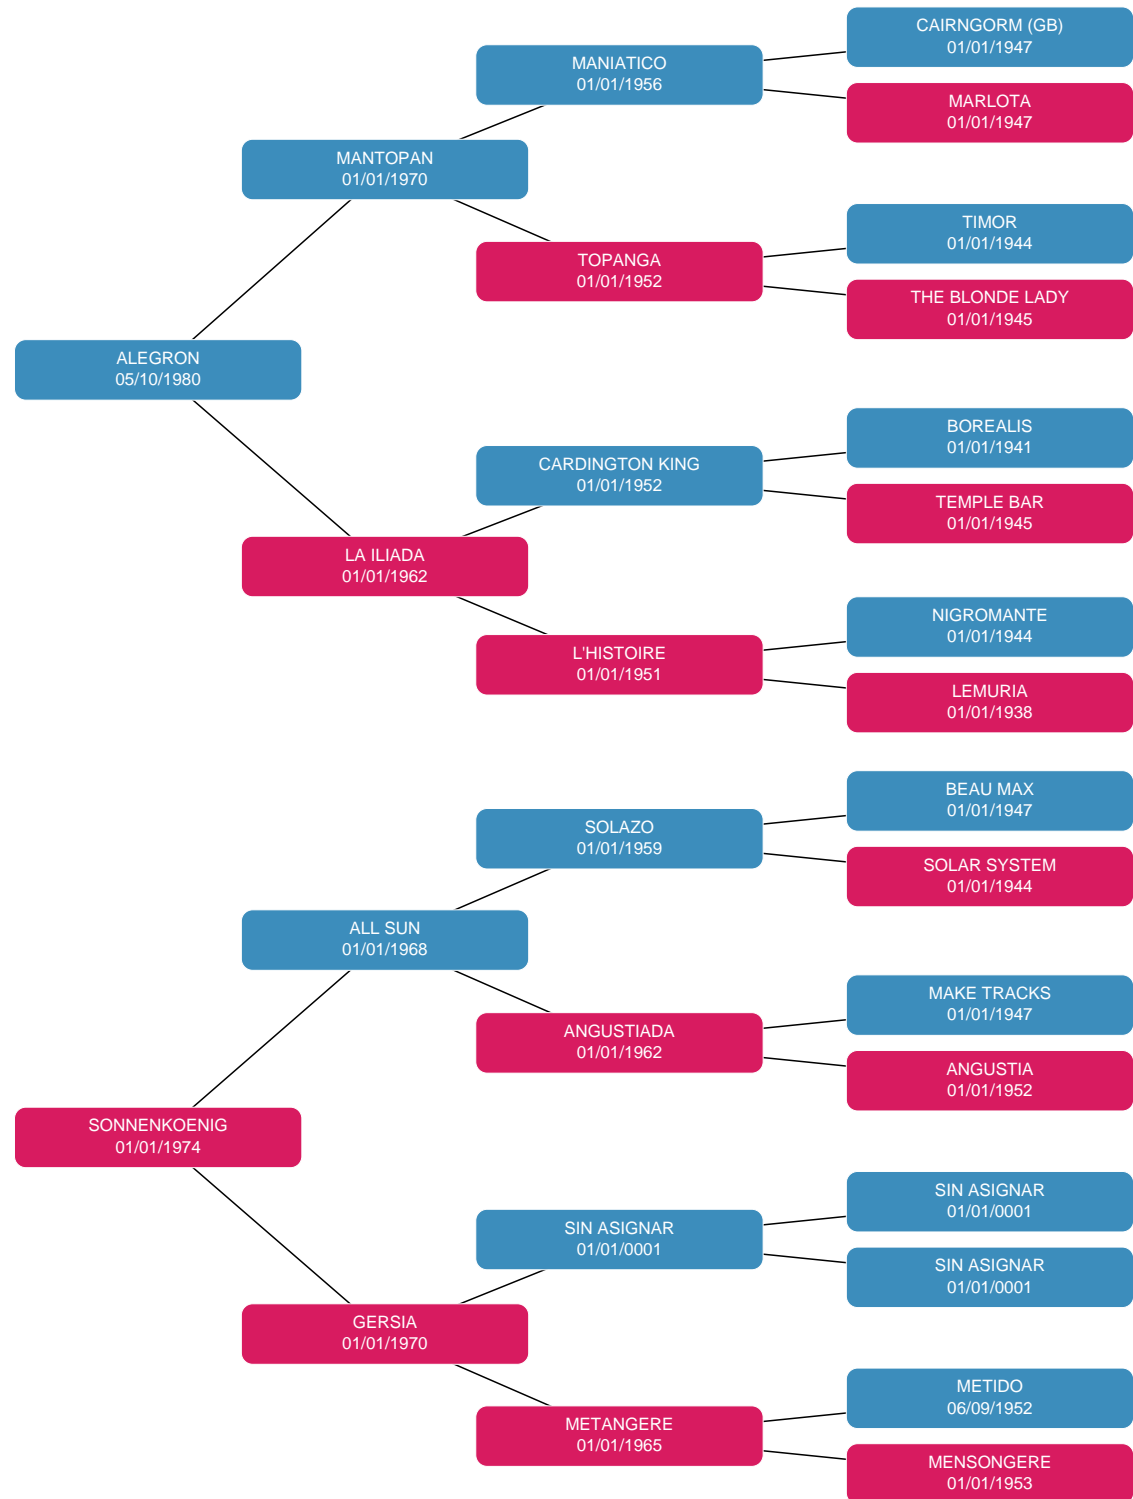 CAIRNGORM (GB)
01/01/1947
MANIATICO
01/01/1956
MARLOTA
01/01/1947
MANTOPAN
01/01/1970
TIMOR
01/01/1944
TOPANGA
01/01/1952
THE BLONDE LADY
01/01/1945
ALEGRON
05/10/1980
BOREALIS
01/01/1941
CARDINGTON KING
01/01/1952
TEMPLE BAR
01/01/1945
LA ILIADA
01/01/1962
NIGROMANTE
01/01/1944
L'HISTOIRE
01/01/1951
LEMURIA
01/01/1938
BEAU MAX
01/01/1947
SOLAZO
01/01/1959
SOLAR SYSTEM
01/01/1944
ALL SUN
01/01/1968
MAKE TRACKS
01/01/1947
ANGUSTIADA
01/01/1962
ANGUSTIA
01/01/1952
SONNENKOENIG
01/01/1974
SIN ASIGNAR
01/01/0001
SIN ASIGNAR
01/01/0001
SIN ASIGNAR
01/01/0001
GERSIA
01/01/1970
METIDO
06/09/1952
METANGERE
01/01/1965
MENSONGERE
01/01/1953